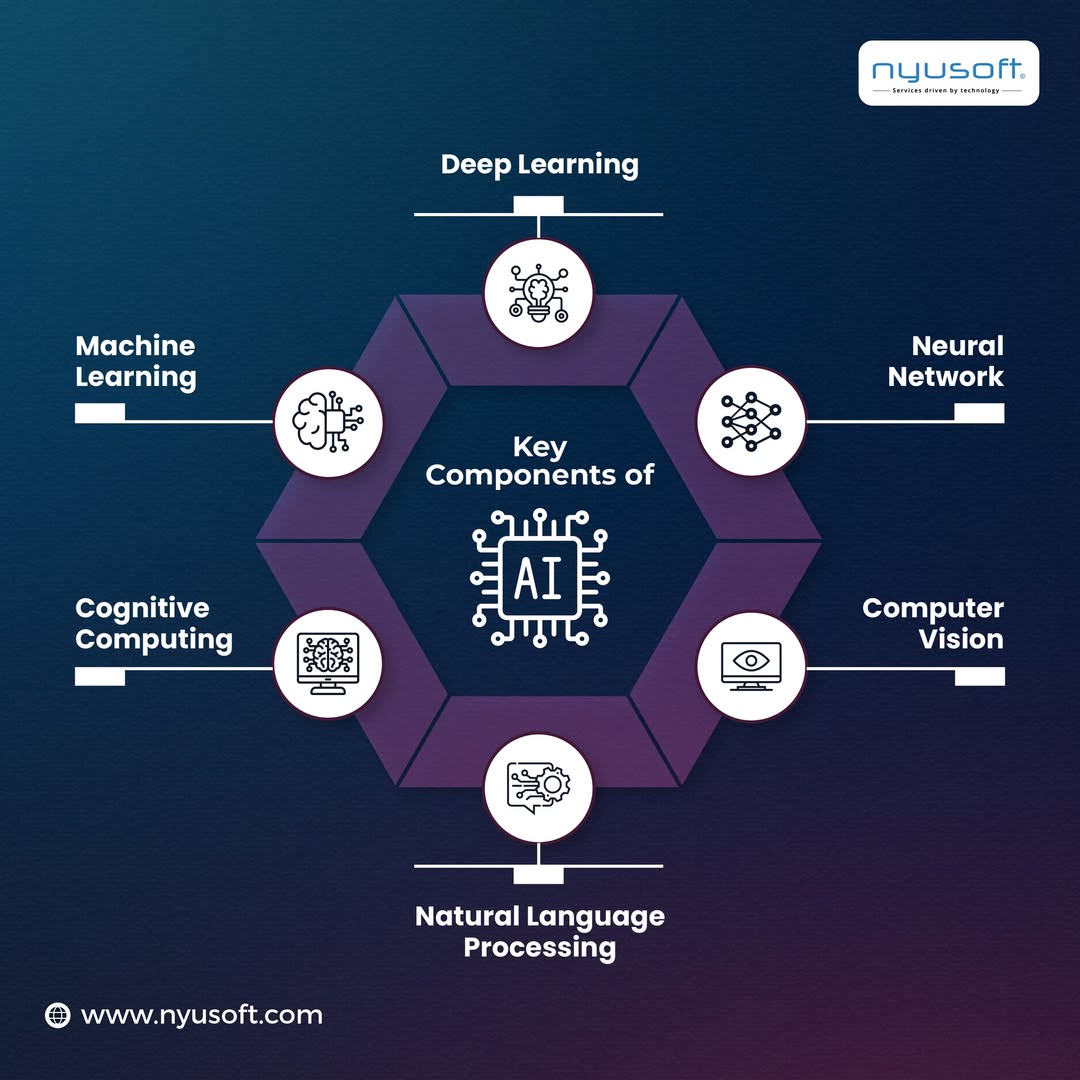 nyusoft®
Services driven by technology
Deep Learning
Machine
Learning
Neural
Network
Key
Components of
AI
Cognitive
Computing
Computer
Vision
Natural Language
Processing
www.nyusoft.com